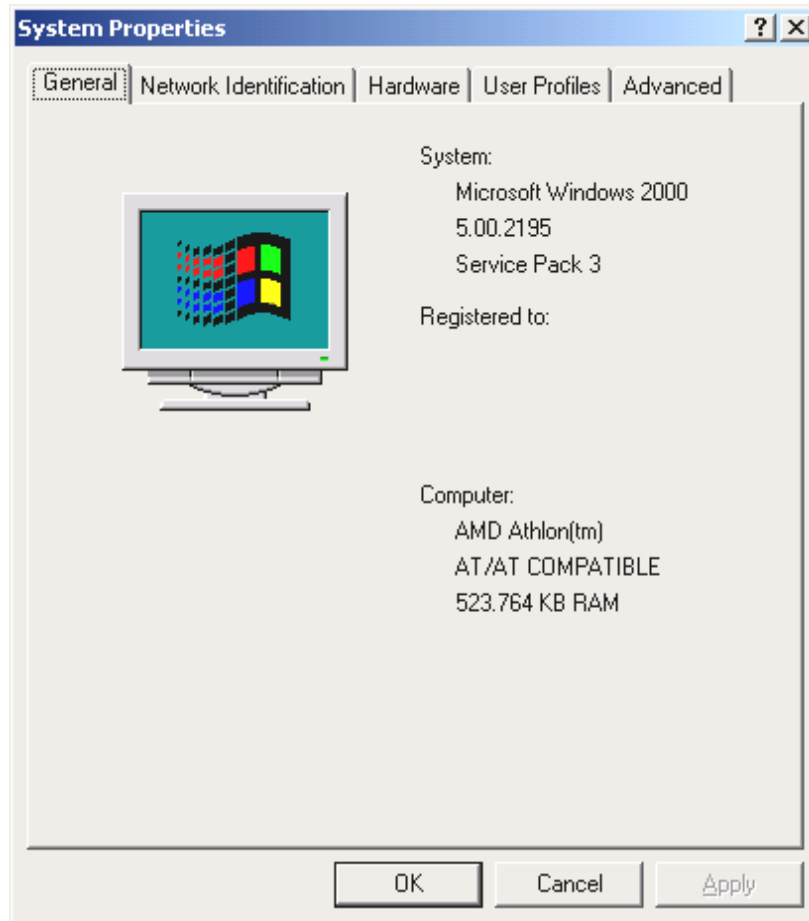 System Properties
General Network Identification Hardware User Profiles Advanced
System:
Microsoft Windows 2000
5.00.2195
Service Pack 3
Registered to:
Computer:
AMD Athlon(tm)
AT/AT COMPATIBLE
523.764 KB RAM
OK Cancel Apply